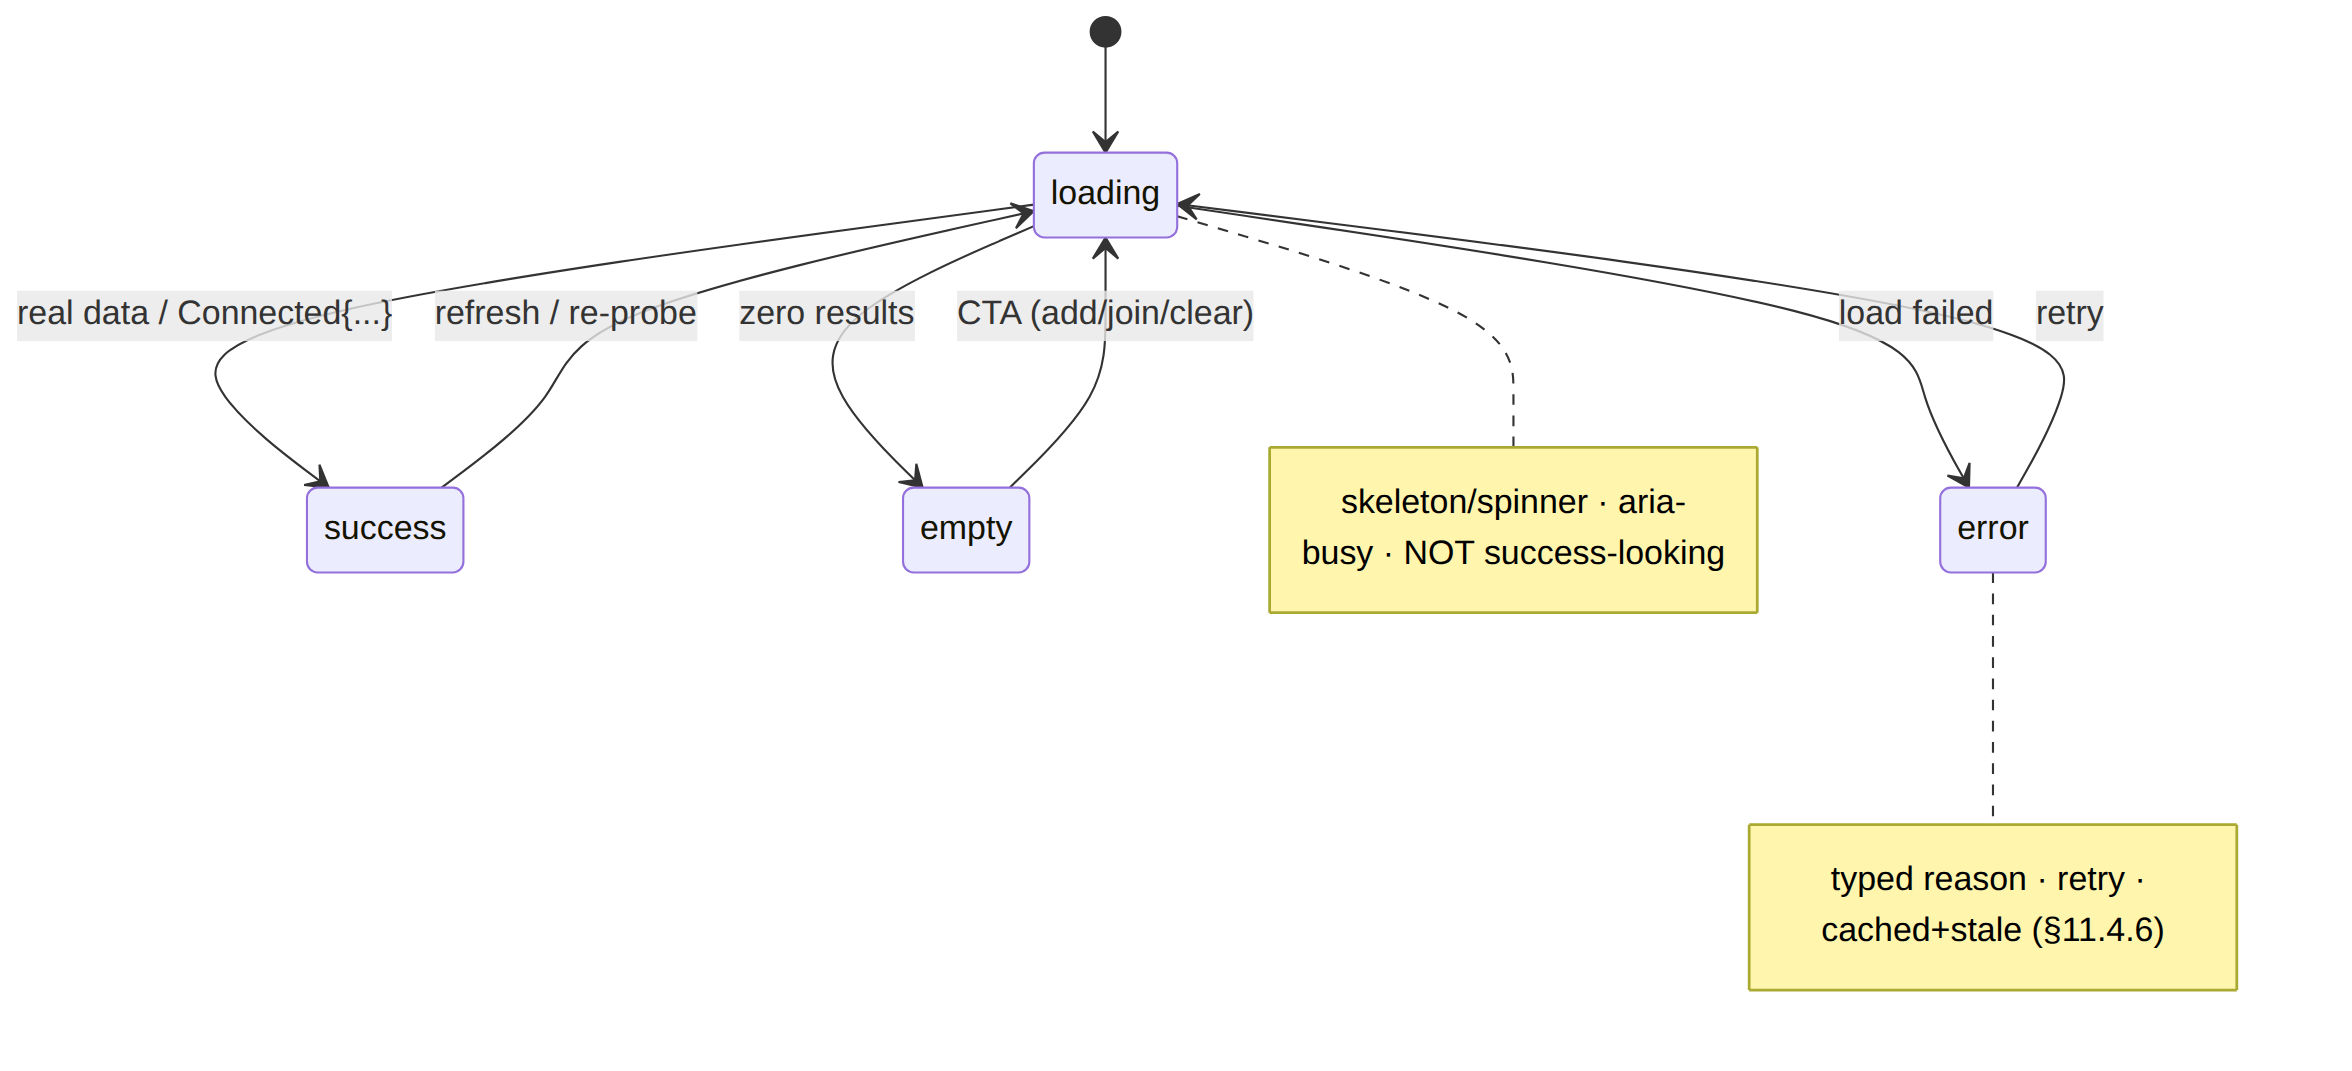 loading
real data / Connected{...}
refresh / re-probe
zero results
CTA (add/join/clear)
load failed
retry
success
empty
skeleton/spinner · aria-
busy · NOT success-looking
error
typed reason · retry ·
cached+stale (§11.4.6)